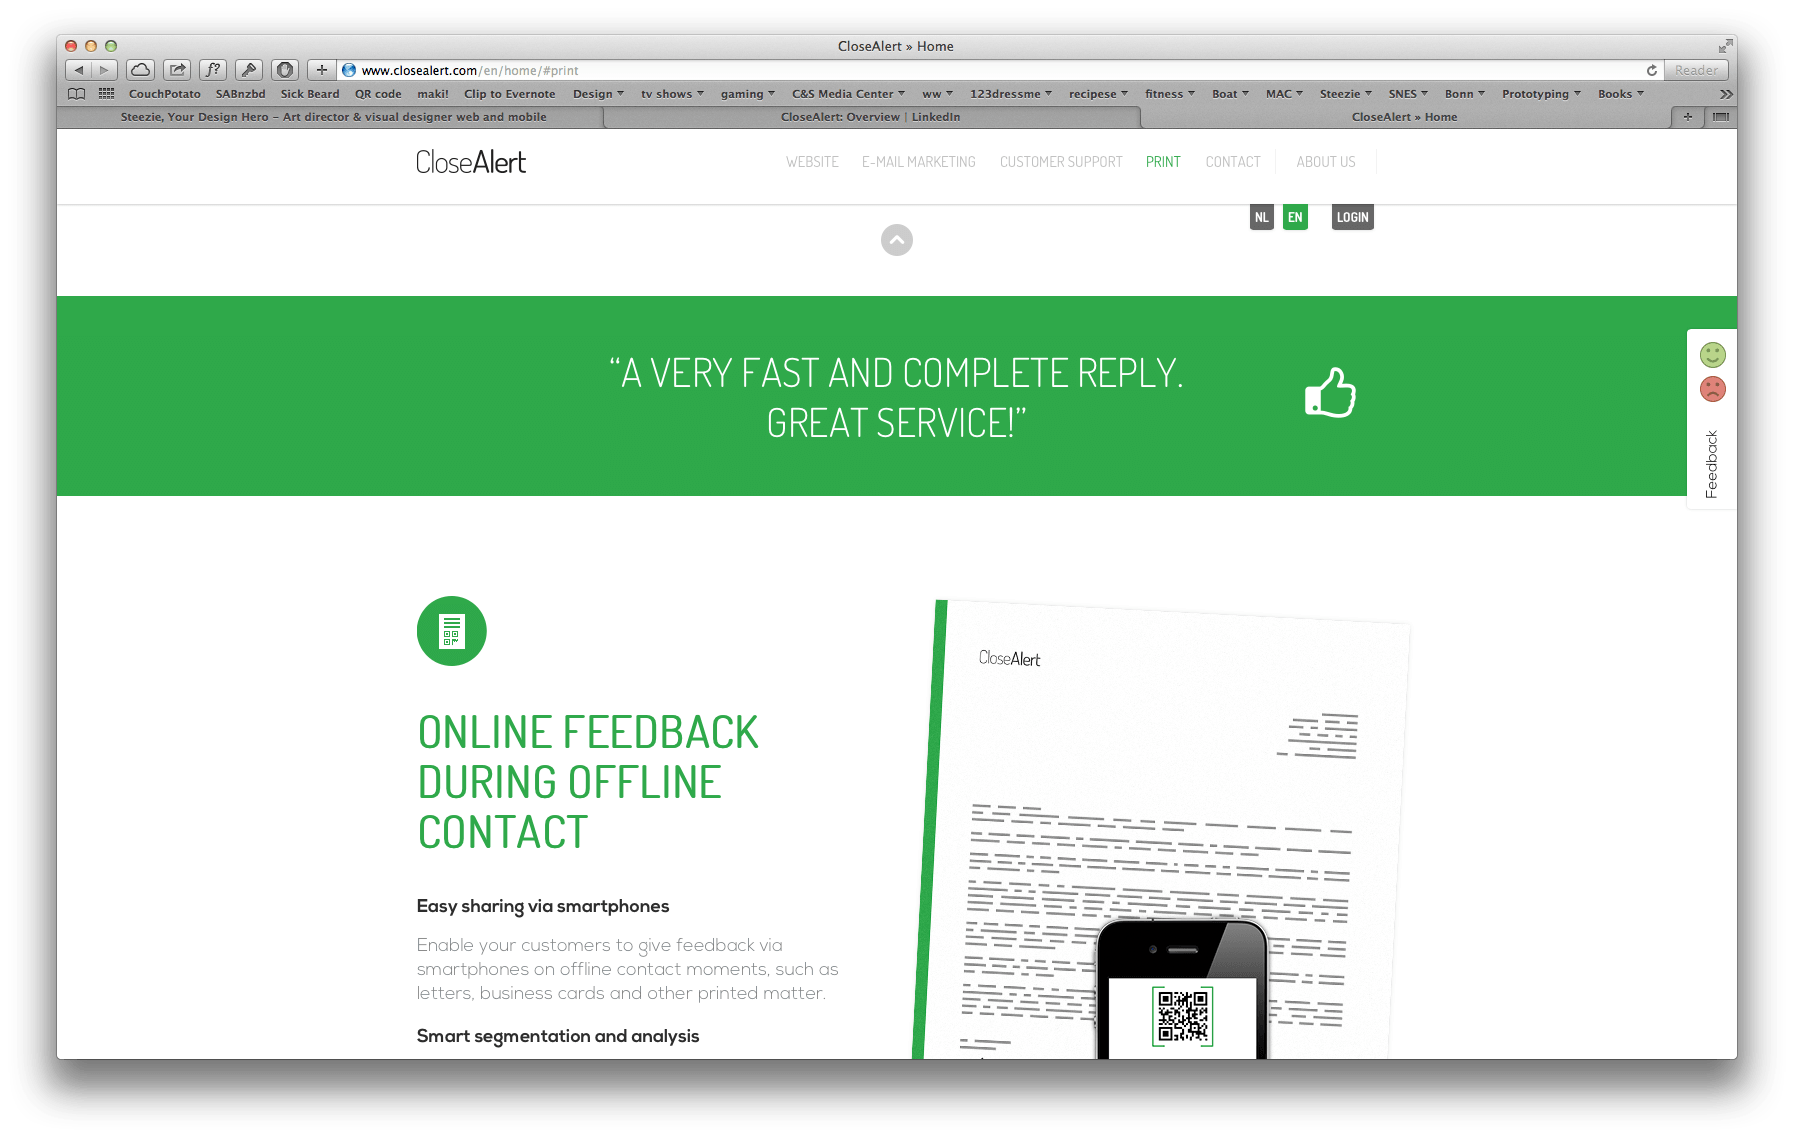 CloseAlert » Home
f?
www.closealert.com/en/home/#print
Reader
CouchPotato SABnzbd Sick Beard QR code maki! Clip to Evernote Design tv shows gaming C&S Media Center ww 123dressme recipese fitness Boat MAC Steezie SNES Bonn Prototyping Books
Steezie, Your Design Hero – Art director & visual designer web and mobile
CloseAlert: Overview | LinkedIn
CloseAlert » Home
CloseAlert
WEBSITE E-MAIL MARKETING CUSTOMER SUPPORT PRINT CONTACT ABOUT US
NL EN LOGIN
“A VERY FAST AND COMPLETE REPLY.
GREAT SERVICE!”
Feedback
ONLINE FEEDBACK
DURING OFFLINE
CONTACT
Easy sharing via smartphones
Enable your customers to give feedback via
smartphones on offline contact moments, such as
letters, business cards and other printed matter.
Smart segmentation and analysis
CloseAlert